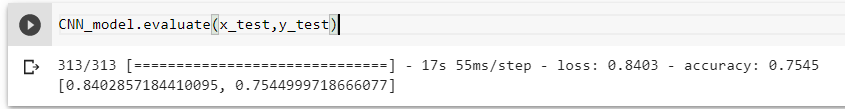 CNN_model.evaluate(x_test,y_test)
313/313 [==============================] - 17s 55ms/step - loss: 0.8403 - accuracy: 0.7545
[0.8402857184410095, 0.7544999718666077]